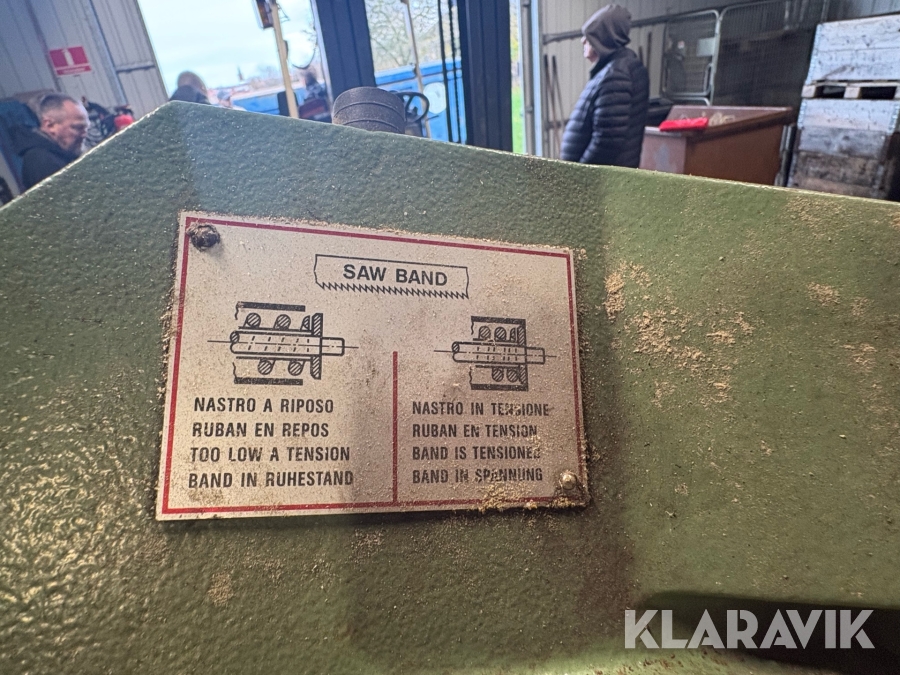 SAW BAND
NASTRO A RIPOSO
RUBAN EN REPOS
TOO LOW A TENSION
BAND IN RUHESTAND
NASTRO IN TENSIONE
RUBAN EN TENSION
BAND IS TENSIONED
BAND IN SPANNUNG
KLARAVIK